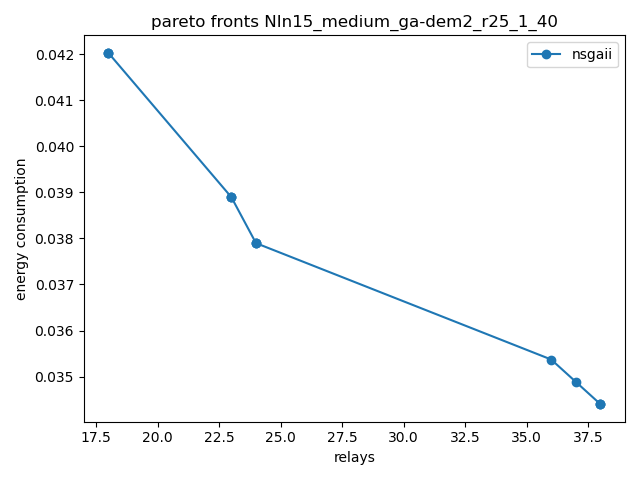 pareto fronts NIn15_medium_ga-dem2_r25_1_40
nsgaii
energy consumption
0.042
0.041
0.040
0.039
0.038
0.037
0.036
0.035
17.5 20.0 22.5 25.0 27.5 30.0 32.5 35.0 37.5
relays